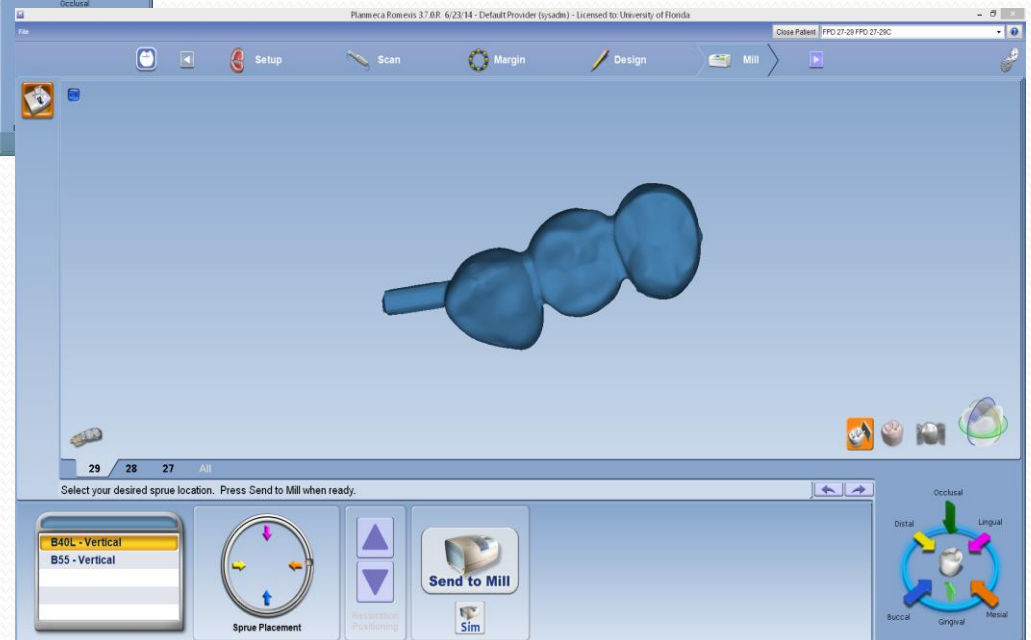 Occlusal
Planmeca Romexis 3.7.0.R 6/23/14 - Default Provider (sysadm) - Licensed to: University of Florida
File
Close Patient
FPD 27-29 FPD 27-29C
Setup
Scan
Margin
Design
Mill
29
28
27
All
Select your desired sprue location. Press Send to Mill when ready.
B40L - Vertical
B55 - Vertical
Sprue Placement
Restoration
Positioning
Send to Mill
Sim
Occlusal
Distal
Lingual
Buccal
Gingival
Mesial